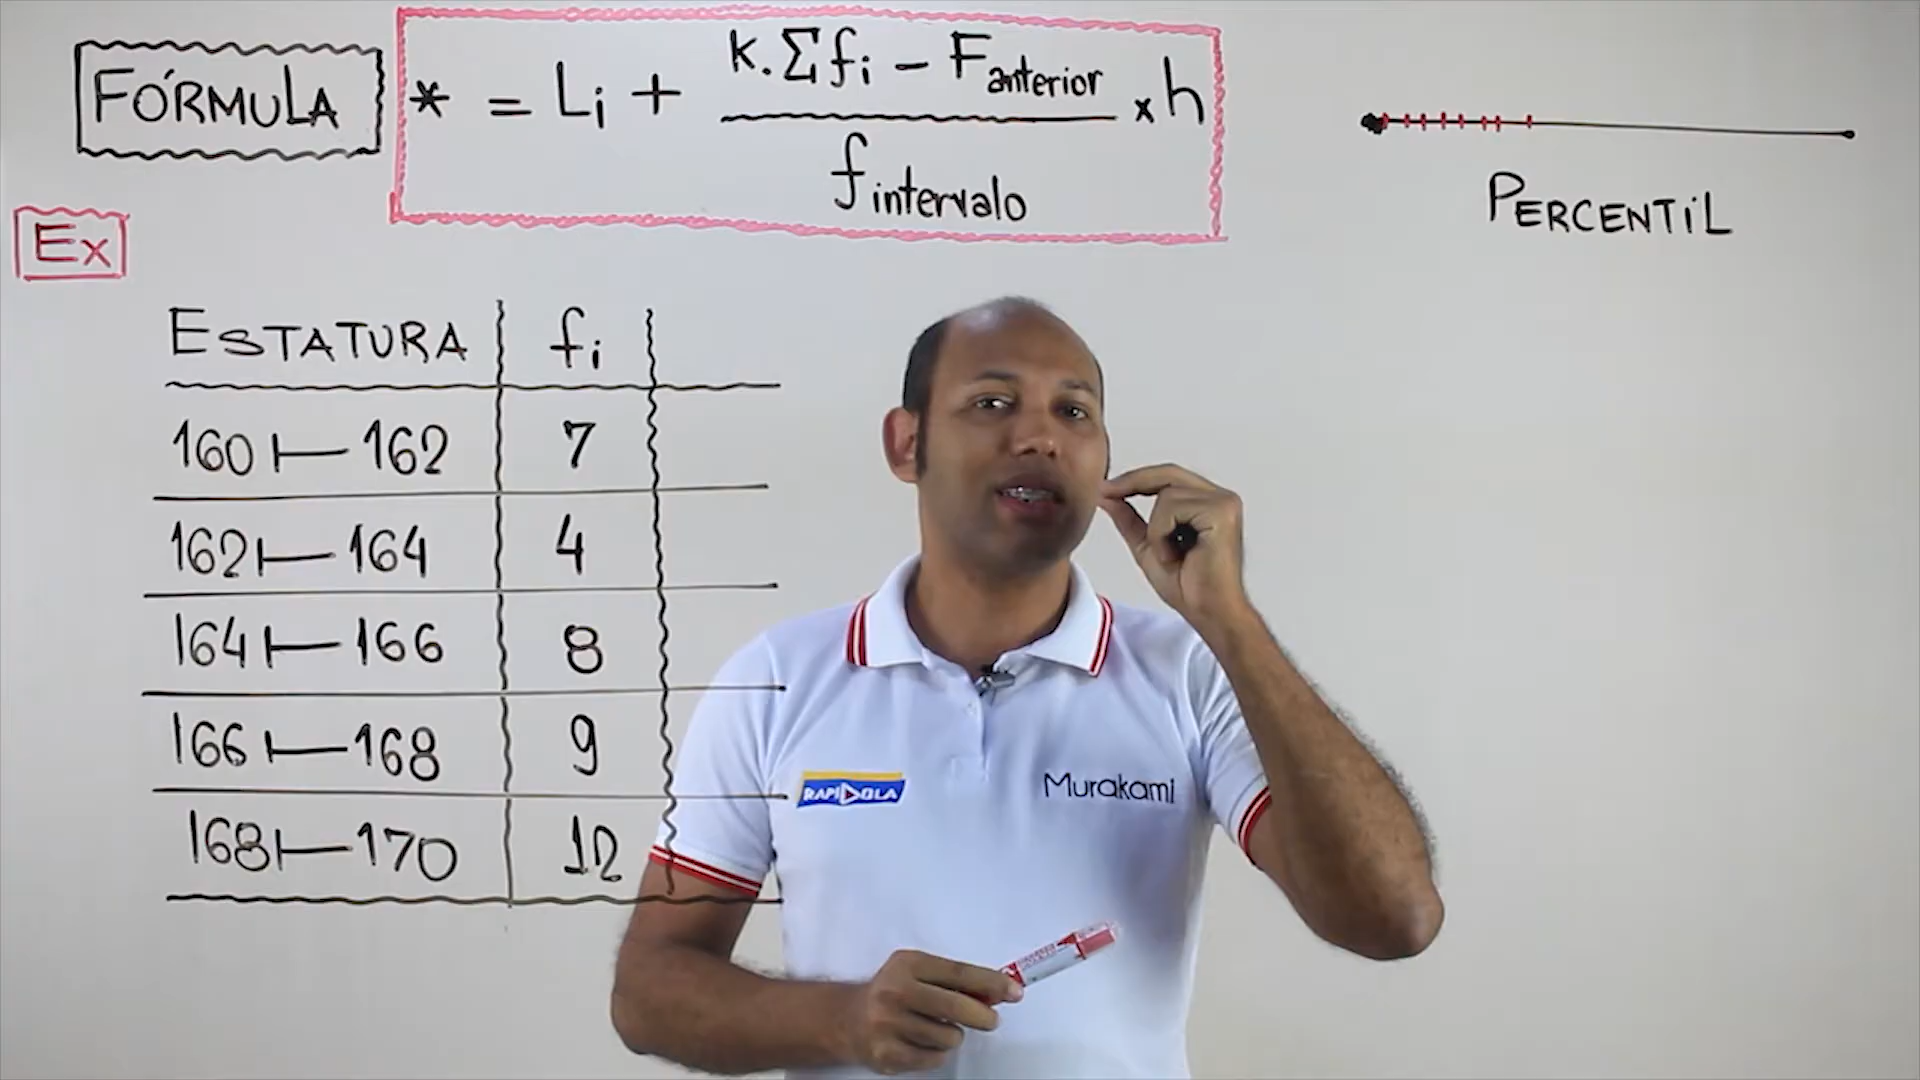 FÓRMULA
* = Li + k.Σfi - Fanterior / fintervalo x h
PERCENTIL
Ex
ESTATURA fi
160 ⊢ 162 7
162 ⊢ 164 4
164 ⊢ 166 8
166 ⊢ 168 9
168 ⊢ 170 12
RAPIDOLA
Murakami